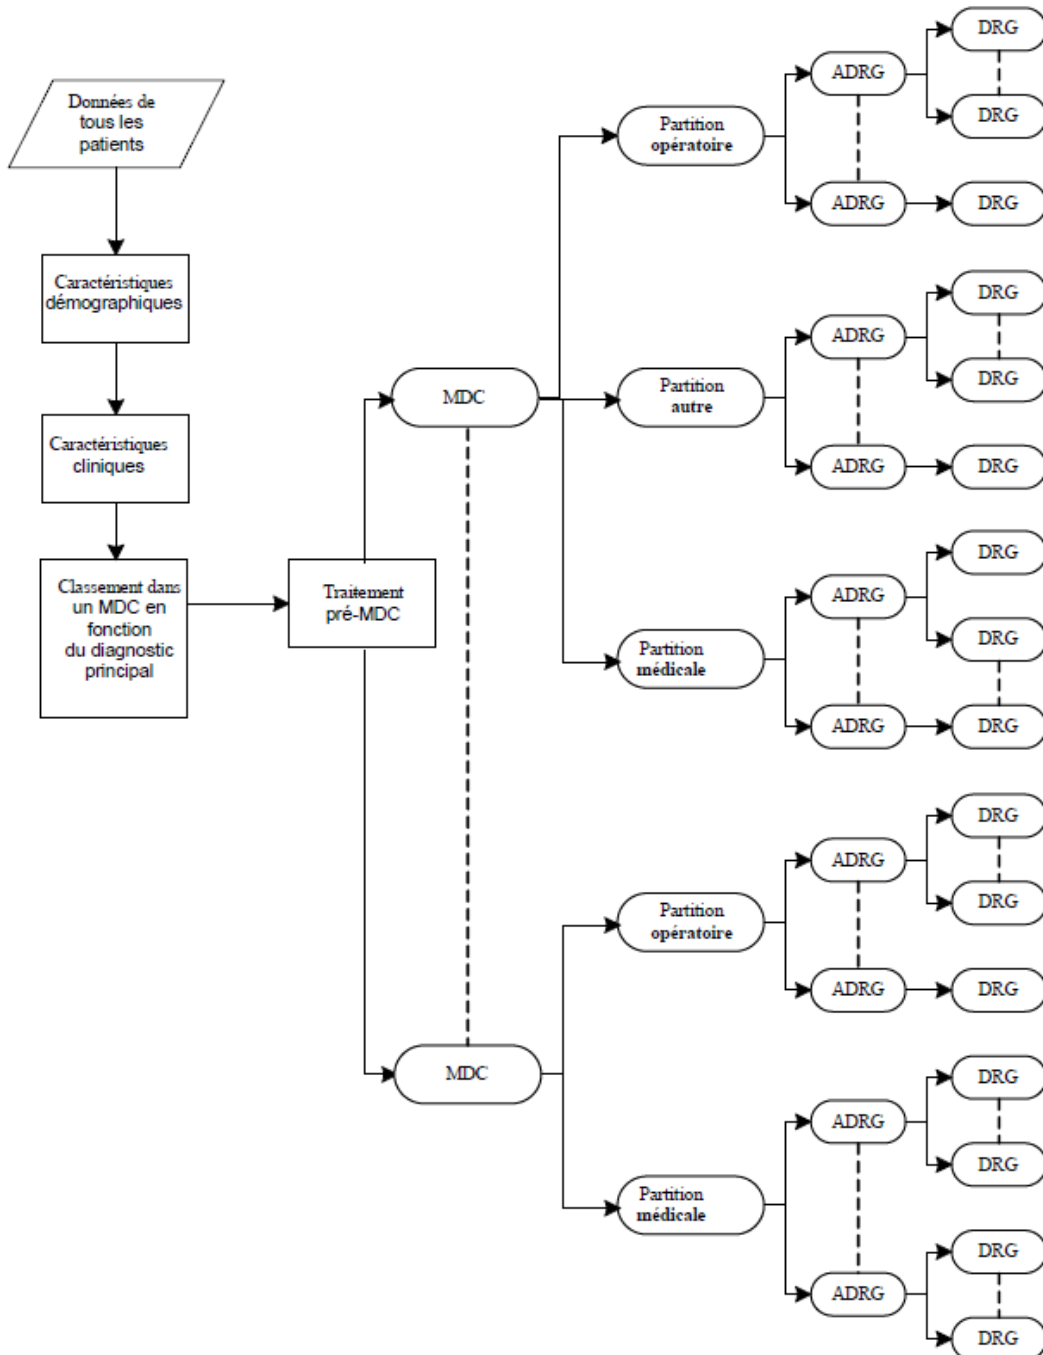 Données de
tous les
patients
Caractéristiques
démographiques
Caractéristiques
cliniques
Classement dans
un MDC en
fonction
du diagnostic
principal
Traitement
pré-MDC
MDC
MDC
Partition
opératoire
ADRG
DRG
DRG
ADRG
DRG
Partition
autre
ADRG
DRG
DRG
ADRG
DRG
Partition
médicale
ADRG
DRG
DRG
ADRG
DRG
Partition
opératoire
ADRG
DRG
DRG
ADRG
DRG
Partition
médicale
ADRG
DRG
DRG
ADRG
DRG
DRG